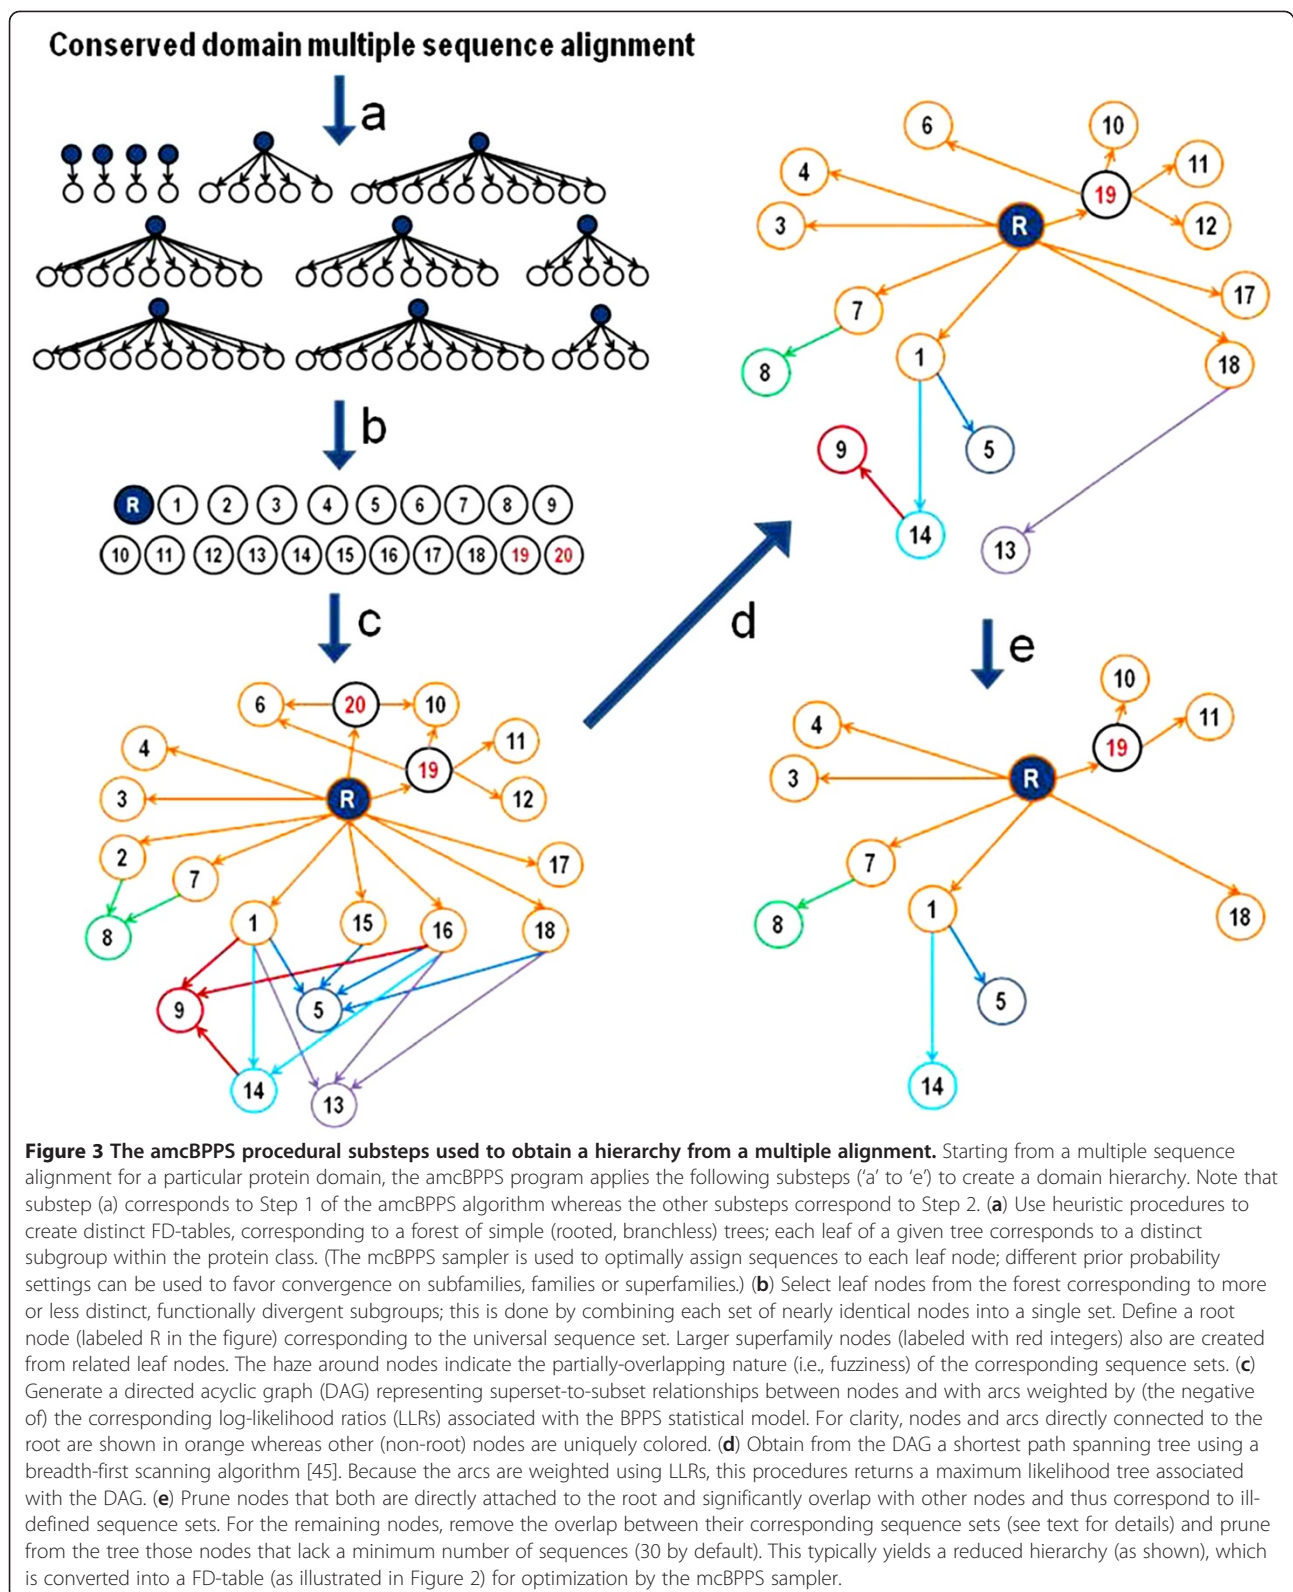 Conserved domain multiple sequence alignment
a
b
R 1 2 3 4 5 6 7 8 9
10 11 12 13 14 15 16 17 18 19 20
c
6 20 10
4 19 11
3 R 12
2 7 17
8 1 15 16 18
9 5
14 13
d
6 10
4 19 11
3 R 12
7 17
8 1 18
9 5
14 13
e
10
4 19 11
3 R
7
8 1 18
5
14
Figure 3 The amcBPPS procedural substeps used to obtain a hierarchy from a multiple alignment. Starting from a multiple sequence
alignment for a particular protein domain, the amcBPPS program applies the following substeps (‘a’ to ‘e’) to create a domain hierarchy. Note that
substep (a) corresponds to Step 1 of the amcBPPS algorithm whereas the other substeps correspond to Step 2. (a) Use heuristic procedures to
create distinct FD-tables, corresponding to a forest of simple (rooted, branchless) trees; each leaf of a given tree corresponds to a distinct
subgroup within the protein class. (The mcBPPS sampler is used to optimally assign sequences to each leaf node; different prior probability
settings can be used to favor convergence on subfamilies, families or superfamilies.) (b) Select leaf nodes from the forest corresponding to more
or less distinct, functionally divergent subgroups; this is done by combining each set of nearly identical nodes into a single set. Define a root
node (labeled R in the figure) corresponding to the universal sequence set. Larger superfamily nodes (labeled with red integers) also are created
from related leaf nodes. The haze around nodes indicate the partially-overlapping nature (i.e., fuzziness) of the corresponding sequence sets. (c)
Generate a directed acyclic graph (DAG) representing superset-to-subset relationships between nodes and with arcs weighted by (the negative
of) the corresponding log-likelihood ratios (LLRs) associated with the BPPS statistical model. For clarity, nodes and arcs directly connected to the
root are shown in orange whereas other (non-root) nodes are uniquely colored. (d) Obtain from the DAG a shortest path spanning tree using a
breadth-first scanning algorithm [45]. Because the arcs are weighted using LLRs, this procedures returns a maximum likelihood tree associated
with the DAG. (e) Prune nodes that both are directly attached to the root and significantly overlap with other nodes and thus correspond to ill-
defined sequence sets. For the remaining nodes, remove the overlap between their corresponding sequence sets (see text for details) and prune
from the tree those nodes that lack a minimum number of sequences (30 by default). This typically yields a reduced hierarchy (as shown), which
is converted into a FD-table (as illustrated in Figure 2) for optimization by the mcBPPS sampler.